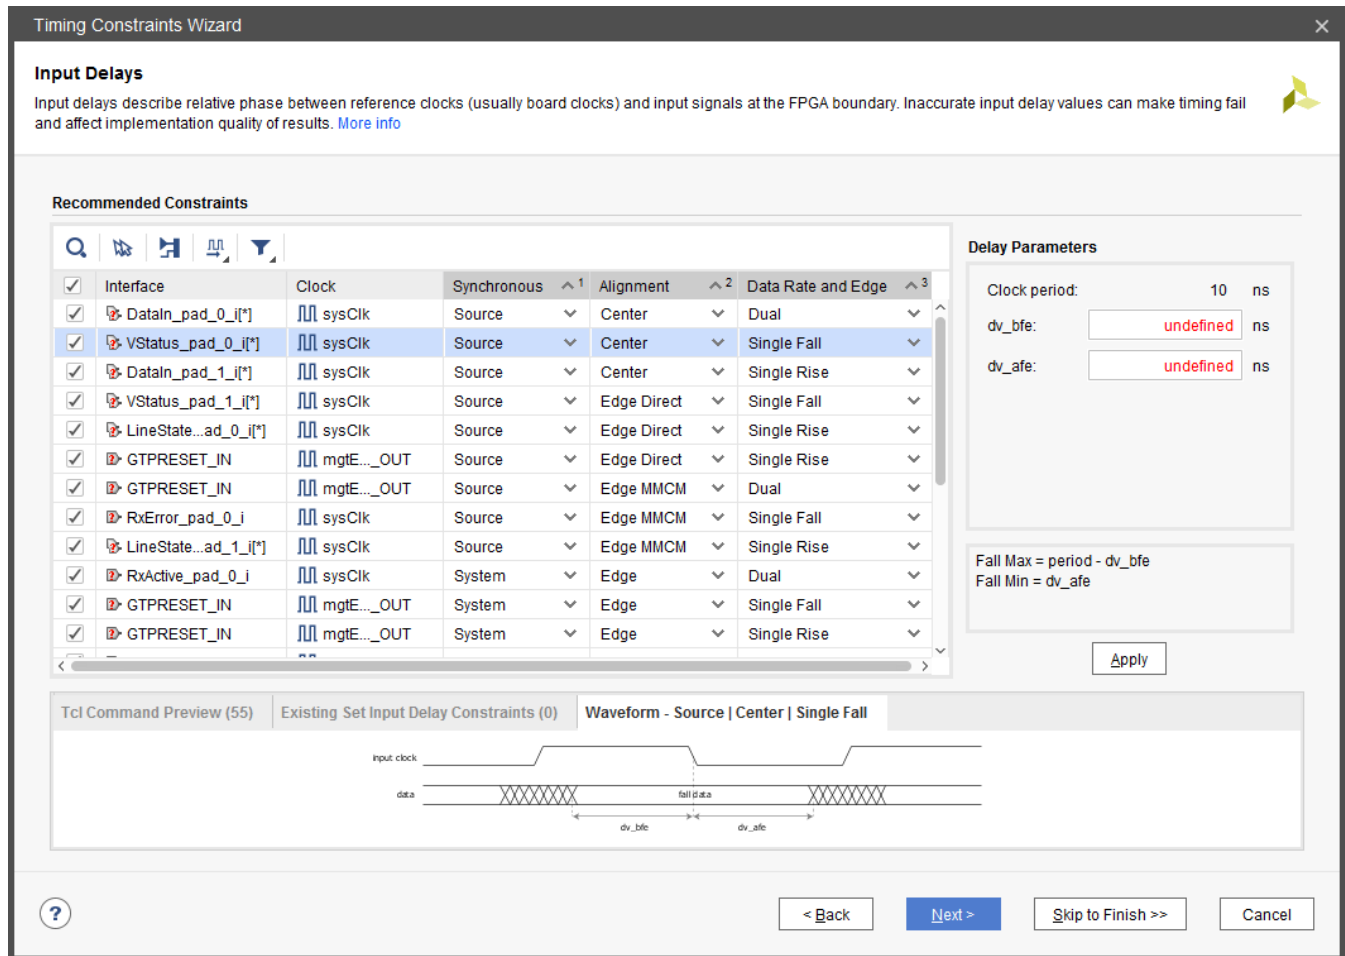 Timing Constraints Wizard
Input Delays
Input delays describe relative phase between reference clocks (usually board clocks) and input signals at the FPGA boundary. Inaccurate input delay values can make timing fail
and affect implementation quality of results. More info
Recommended Constraints
Interface Clock Synchronous 1 Alignment 2 Data Rate and Edge 3
DataIn_pad_0_i[*] sysClk Source Center Dual
VStatus_pad_0_i[*] sysClk Source Center Single Fall
DataIn_pad_1_i[*] sysClk Source Center Single Rise
VStatus_pad_1_i[*] sysClk Source Edge Direct Single Fall
LineState...ad_0_i[*] sysClk Source Edge Direct Single Rise
GTPRESET_IN mgtE..._OUT Source Edge Direct Single Rise
GTPRESET_IN mgtE..._OUT Source Edge MMCM Dual
RxError_pad_0_i sysClk Source Edge MMCM Single Fall
LineState...ad_1_i[*] sysClk Source Edge MMCM Single Rise
RxActive_pad_0_i sysClk System Edge Dual
GTPRESET_IN mgtE..._OUT System Edge Single Fall
GTPRESET_IN mgtE..._OUT System Edge Single Rise
Delay Parameters
Clock period: 10 ns
dv_bfe: undefined ns
dv_afe: undefined ns
Fall Max = period - dv_bfe
Fall Min = dv_afe
Apply
Tcl Command Preview (55) Existing Set Input Delay Constraints (0) Waveform - Source | Center | Single Fall
input clock
data fall data
dv_bfe dv_afe
? < Back Next > Skip to Finish >> Cancel